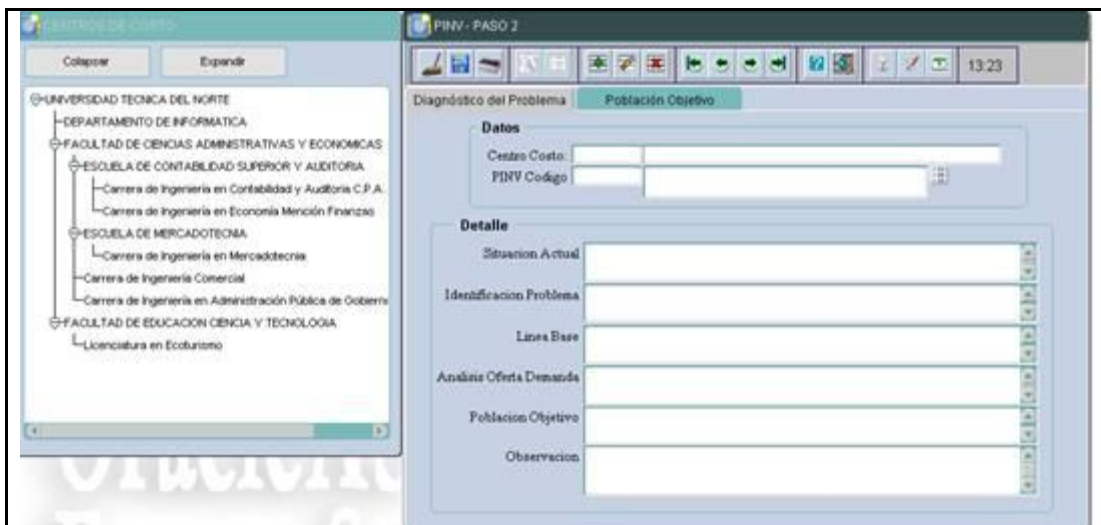 CENTROS DE COSTO
Colapsar Expandir
UNIVERSIDAD TECNICA DEL NORTE
DEPARTAMENTO DE INFORMATICA
FACULTAD DE CIENCIAS ADMINISTRATIVAS Y ECONOMICAS
ESCUELA DE CONTABILIDAD SUPERIOR Y AUDITORIA
Carrera de Ingeniería en Contabilidad y Auditoria C.P.A.
Carrera de Ingeniería en Economía Mención Finanzas
ESCUELA DE MERCADOTECNIA
Carrera de Ingeniería en Mercadotecnia
Carrera de Ingeniería Comercial
Carrera de Ingeniería en Administración Pública de Gobierno
FACULTAD DE EDUCACION CIENCIA Y TECNOLOGIA
Licenciatura en Ecoturismo
PINV - PASO 2
13:23
Diagnóstico del Problema Población Objetivo
Datos
Centro Costo:
PINV Codigo
Detalle
Situacion Actual
Identificacion Problema
Linea Base
Analisis Oferta Demanda
Poblacion Objetivo
Observacion